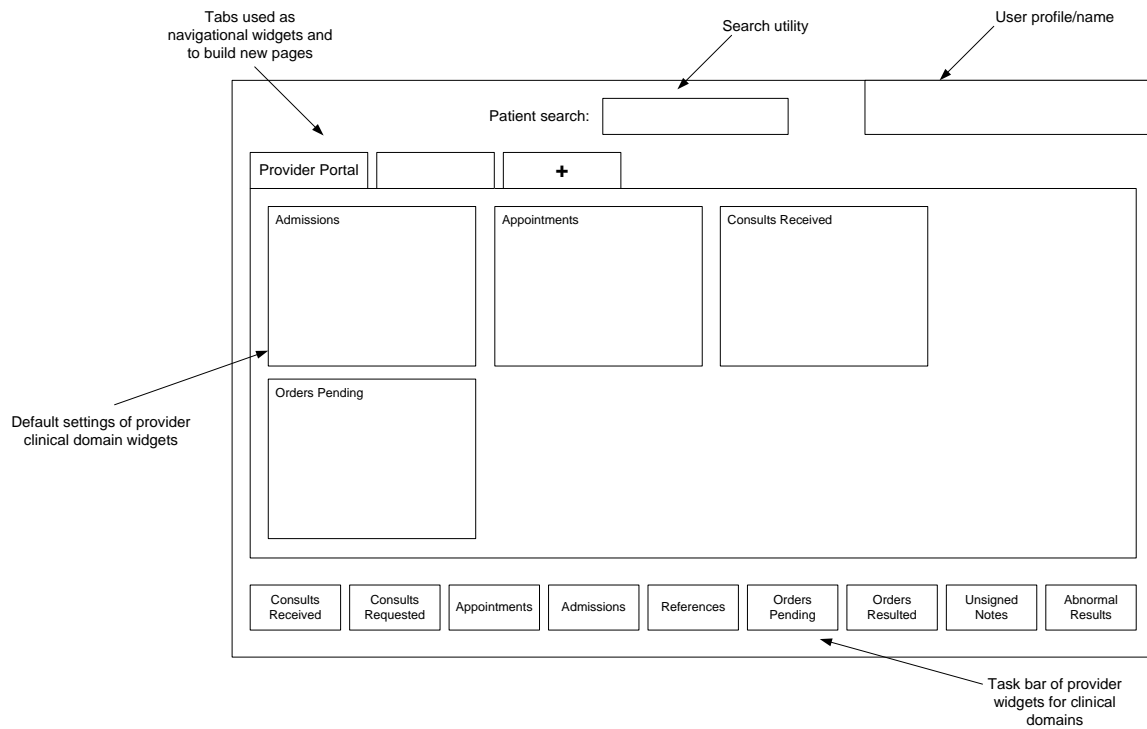 Tabs used as
navigational widgets and
to build new pages
Search utility
User profile/name
Patient search:
Provider Portal
+
Admissions
Appointments
Consults Received
Orders Pending
Default settings of provider
clinical domain widgets
Consults
Received
Consults
Requested
Appointments
Admissions
References
Orders
Pending
Orders
Resulted
Unsigned
Notes
Abnormal
Results
Task bar of provider
widgets for clinical
domains